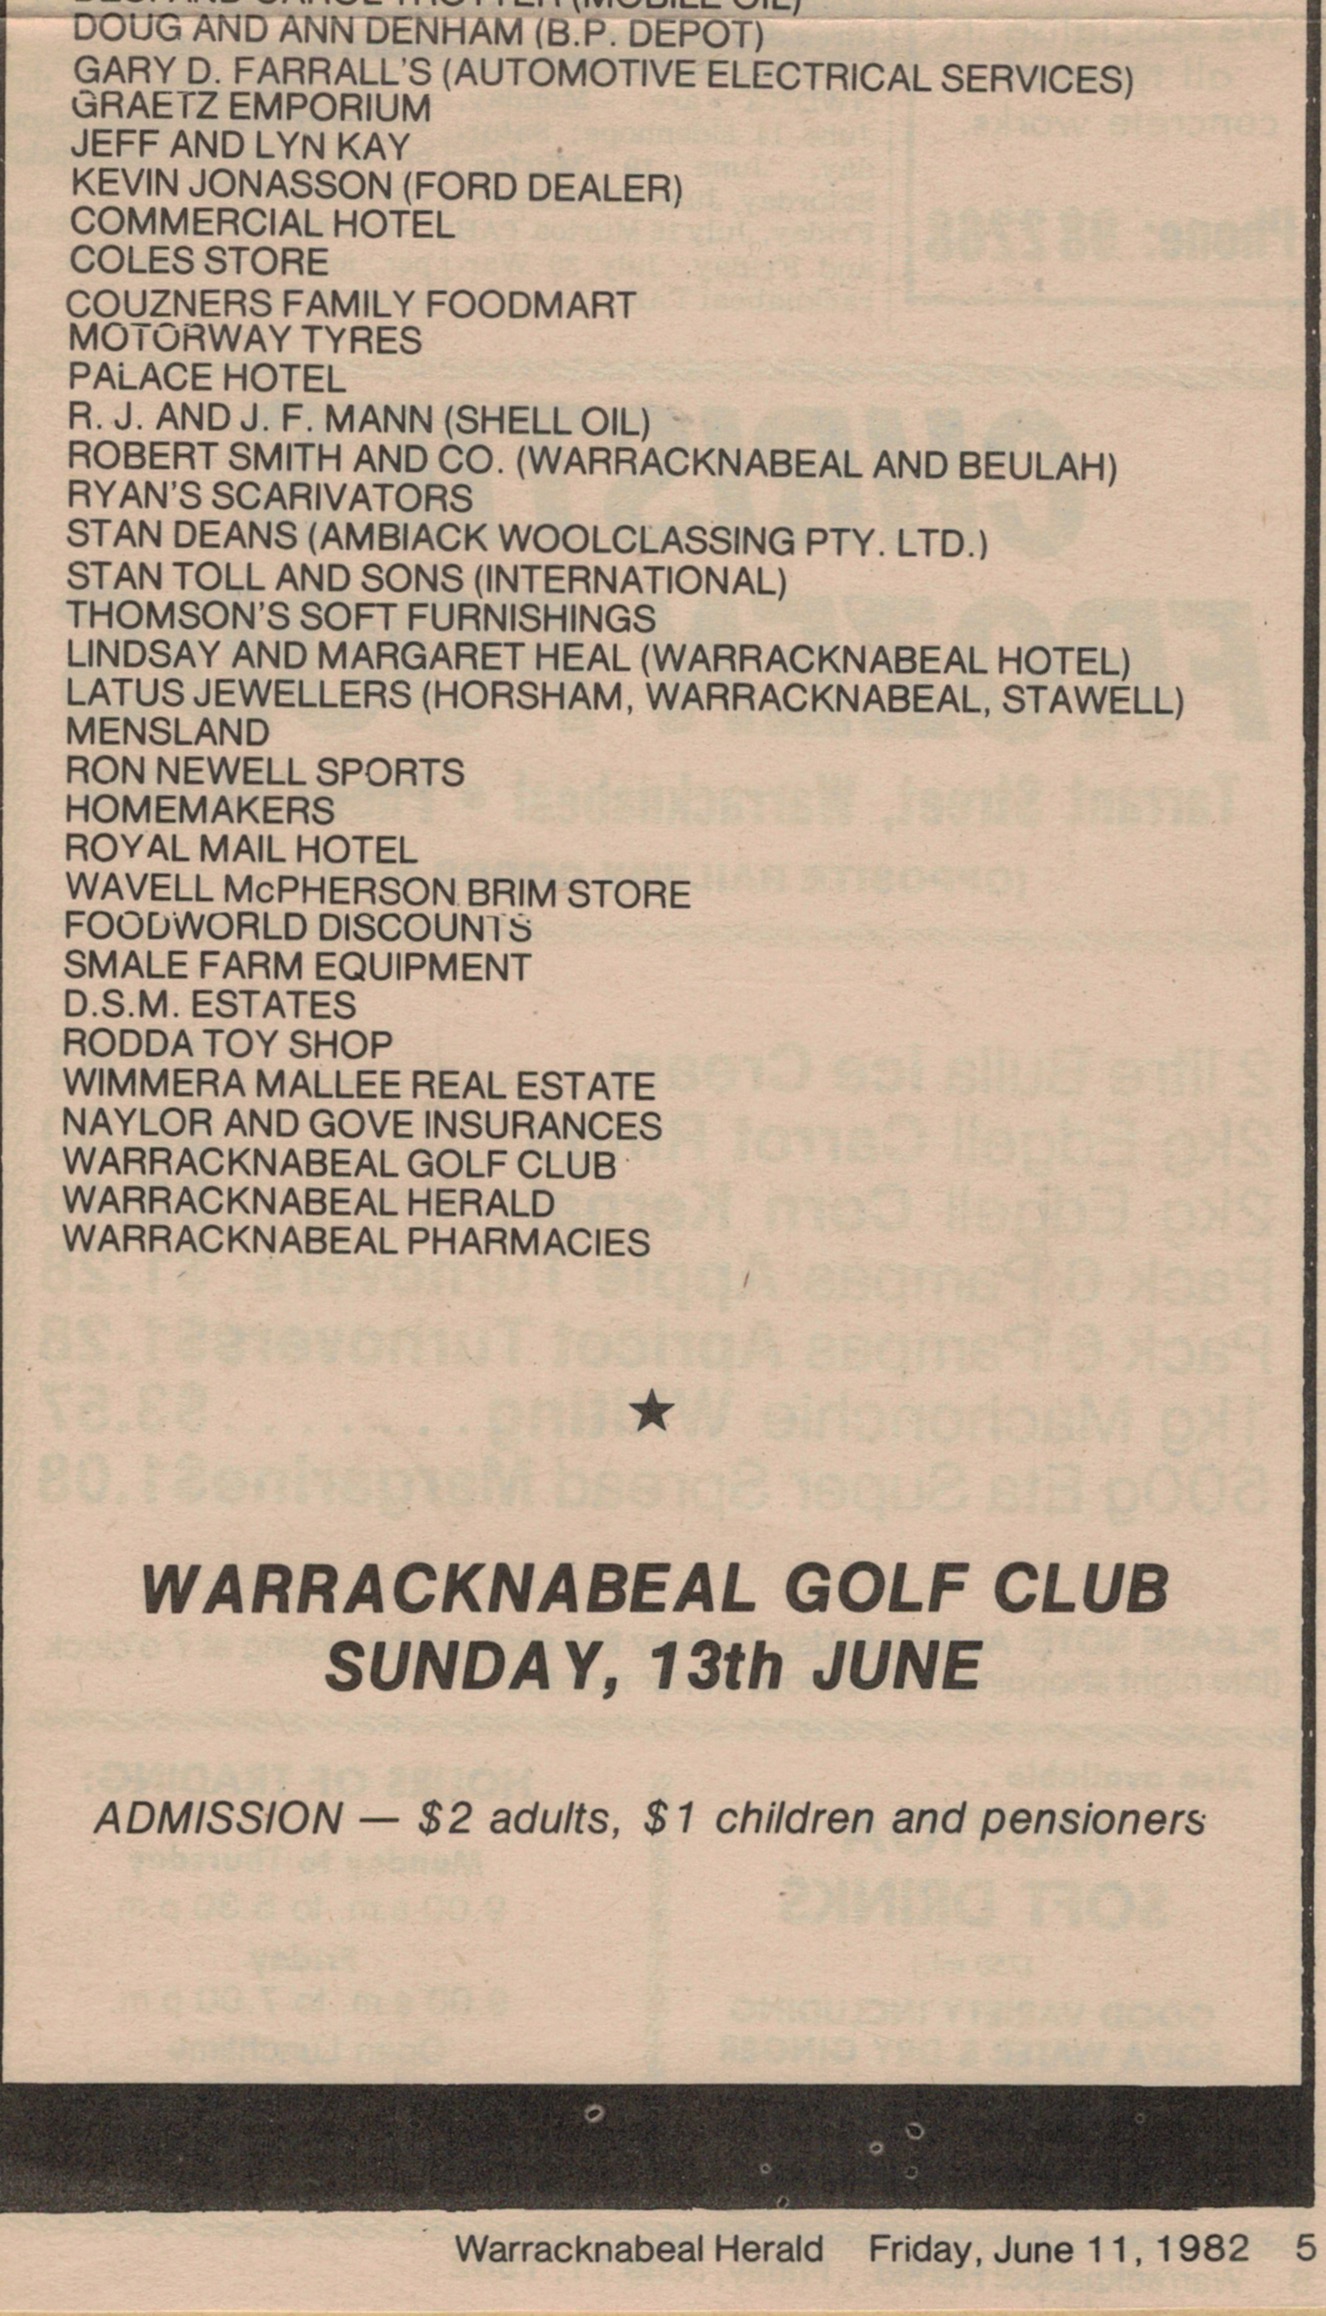 DOUG AND ANN DENHAM (B.P. DEPOT)
GARY D. FARRALL'S (AUTOMOTIVE ELECTRICAL SERVICES)
GRAETZ EMPORIUM
JEFF AND LYN KAY
KEVIN JONASSON (FORD DEALER)
COMMERCIAL HOTEL
COLES STORE
COUZNERS FAMILY FOODMART
MOTORWAY TYRES
PALACE HOTEL
R. J. AND J. F. MANN (SHELL OIL)
ROBERT SMITH AND CO. (WARRACKNABEAL AND BEULAH)
RYAN'S SCARIVATORS
STAN DEANS (AMBIACK WOOLCLASSING PTY. LTD.)
STAN TOLL AND SONS (INTERNATIONAL)
THOMSON'S SOFT FURNISHINGS
LINDSAY AND MARGARET HEAL (WARRACKNABEAL HOTEL)
LATUS JEWELLERS (HORSHAM, WARRACKNABEAL, STAWELL)
MENSLAND
RON NEWELL SPORTS
HOMEMAKERS
ROYAL MAIL HOTEL
WAVELL McPHERSON BRIM STORE
FOODWORLD DISCOUNTS
SMALE FARM EQUIPMENT
D.S.M. ESTATES
RODDA TOY SHOP
WIMMERA MALLEE REAL ESTATE
NAYLOR AND GOVE INSURANCES
WARRACKNABEAL GOLF CLUB
WARRACKNABEAL HERALD
WARRACKNABEAL PHARMACIES
★
WARRACKNABEAL GOLF CLUB
SUNDAY, 13th JUNE
ADMISSION — $2 adults, $1 children and pensioners
Warracknabeal Herald Friday, June 11, 1982 5